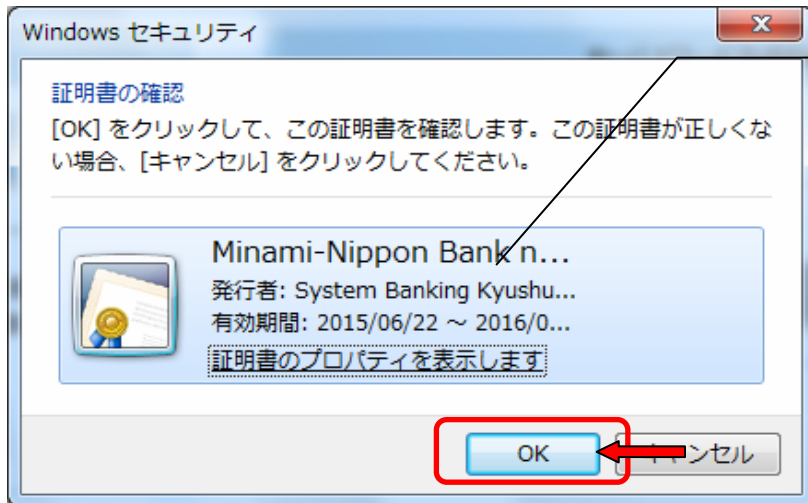 Windows セキュリティ
証明書の確認
[OK] をクリックして、この証明書を確認します。この証明書が正しくな
い場合、[キャンセル] をクリックしてください。
Minami-Nippon Bank n...
発行者: System Banking Kyushu...
有効期間: 2015/06/22 ～ 2016/0...
証明書のプロパティを表示します
OK
キャンセル